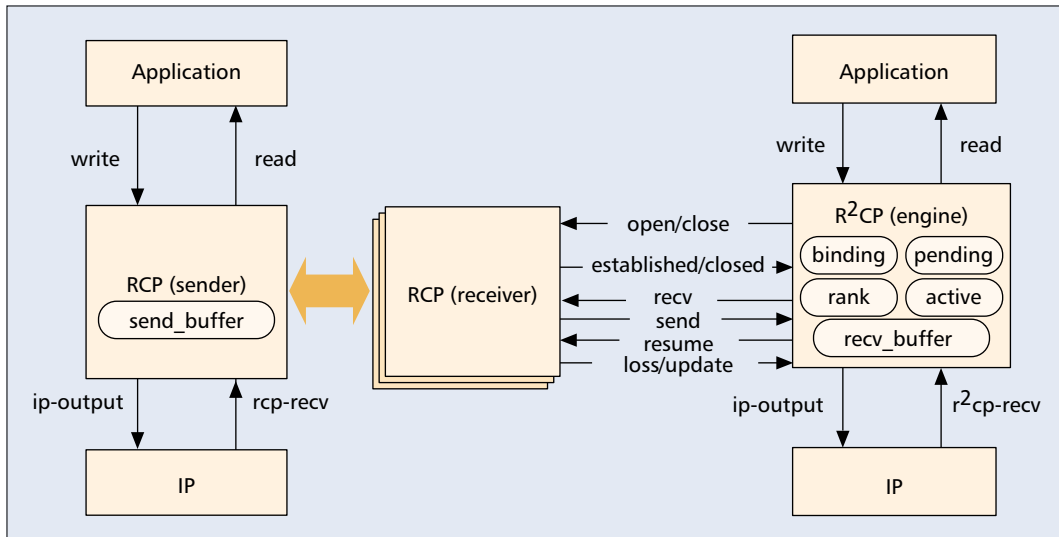 Application
write
read
RCP (sender)
send_buffer
ip-output
rcp-recv
IP
RCP (receiver)
open/close
established/closed
recv
send
resume
loss/update
Application
write
read
R²CP (engine)
binding
pending
rank
active
recv_buffer
ip-output
r²cp-recv
IP